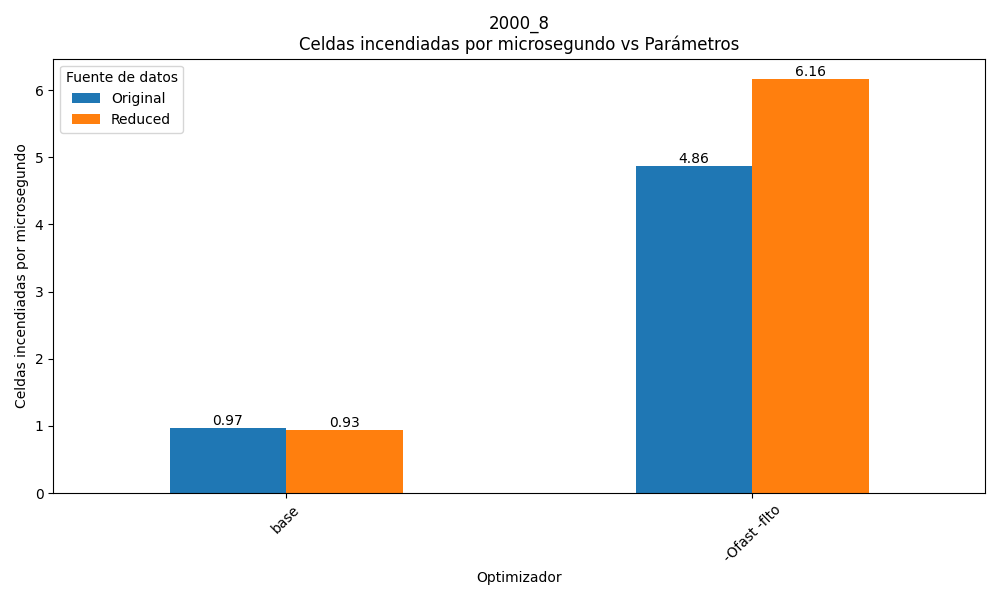 2000_8
Celdas incendiadas por microsegundo vs Parámetros
Fuente de datos
Original
Reduced
Celdas incendiadas por microsegundo
6
5
4
3
2
1
0
0.97
0.93
4.86
6.16
base
-Ofast -flto
Optimizador